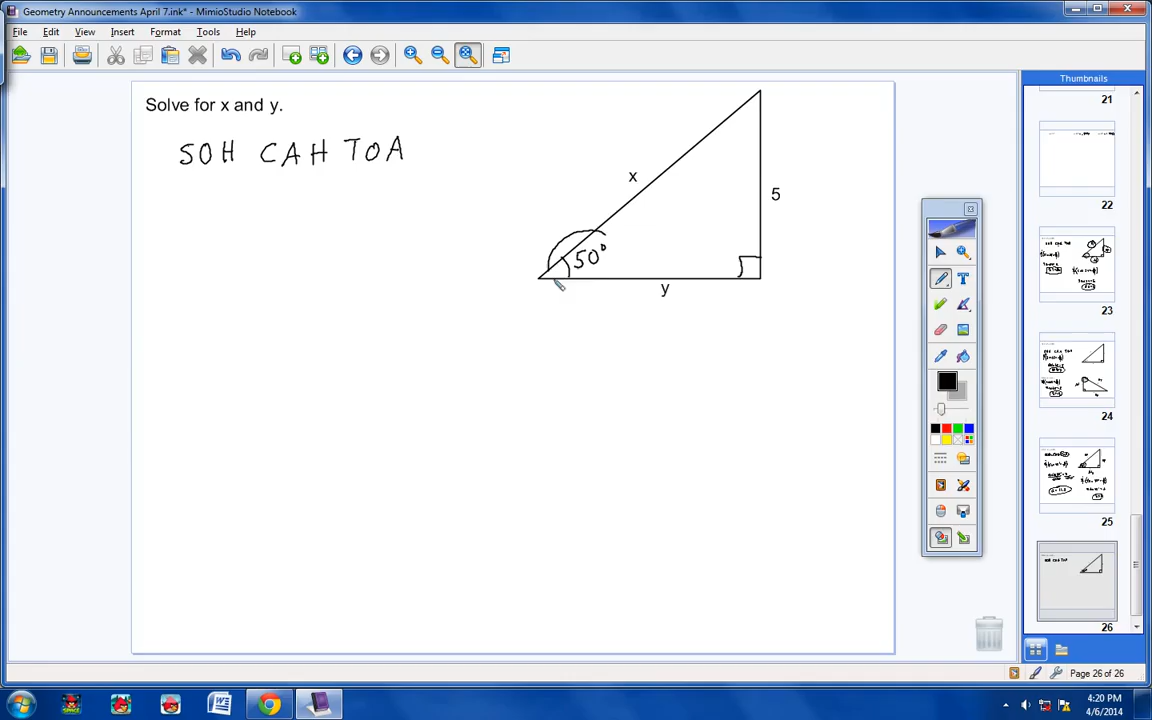 Geometry Announcements April 7.ink* - MimioStudio Notebook
File Edit View Insert Format Tools Help
Solve for x and y.
SOH CAH TOA
x
5
50°
y
Thumbnails
21
22
23
24
25
26
T
Page 26 of 26
W
4:20 PM
4/6/2014